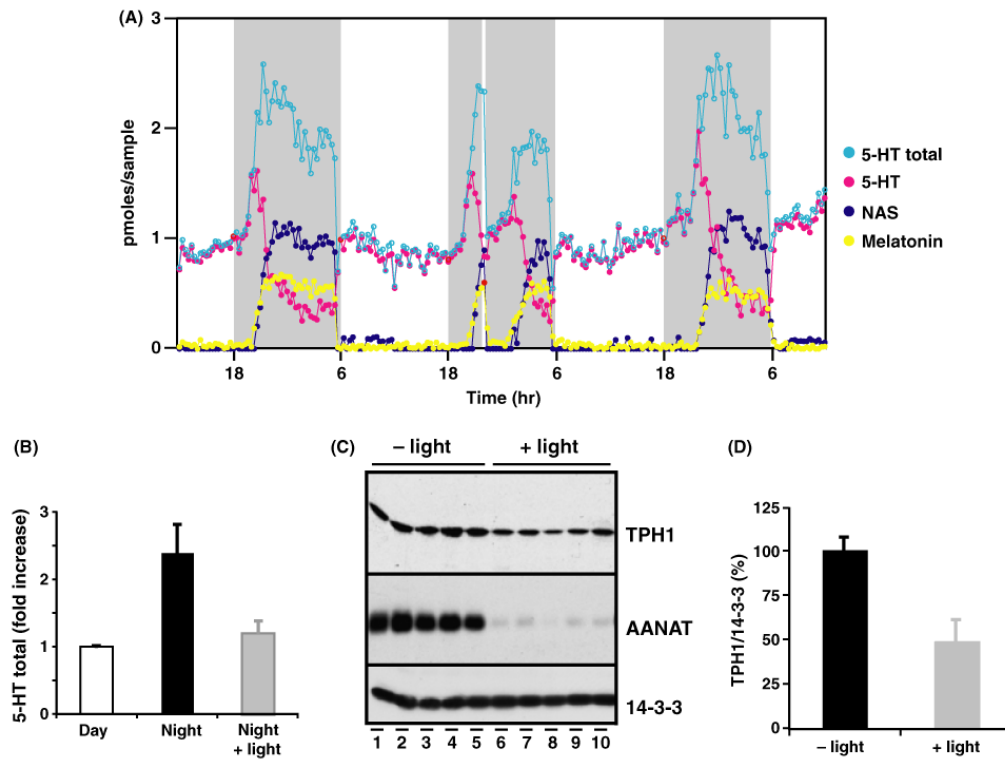 (A)
3
2
1
0
pmoles/sample
18
6
18
6
18
6
Time (hr)
5-HT total
5-HT
NAS
Melatonin
(B)
3
2
1
0
5-HT total (fold increase)
Day
Night
Night
+ light
(C)
– light
+ light
TPH1
AANAT
14-3-3
1 2 3 4 5 6 7 8 9 10
(D)
125
100
75
50
25
0
TPH1/14-3-3 (%)
– light
+ light